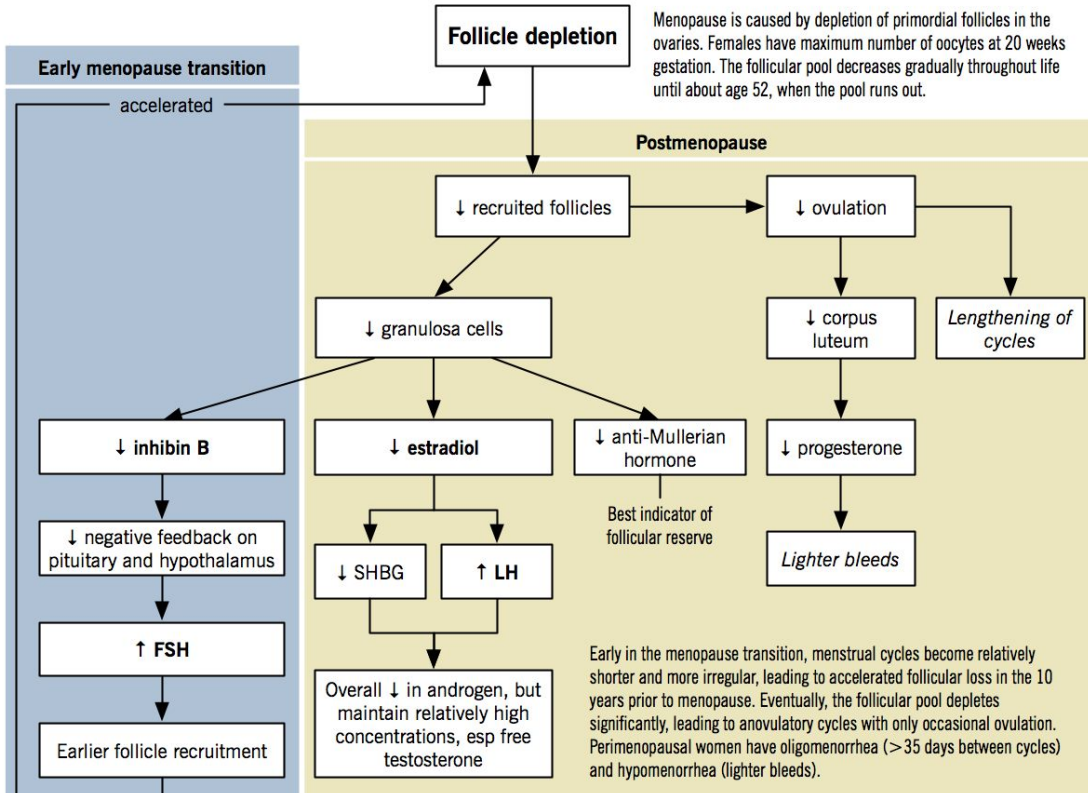 Follicle depletion
Menopause is caused by depletion of primordial follicles in the
ovaries. Females have maximum number of oocytes at 20 weeks
gestation. The follicular pool decreases gradually throughout life
until about age 52, when the pool runs out.
Early menopause transition
accelerated
Postmenopause
↓ recruited follicles
↓ ovulation
↓ granulosa cells
↓ corpus
luteum
Lengthening of
cycles
↓ inhibin B
↓ estradiol
↓ anti-Mullerian
hormone
↓ progesterone
Best indicator of
follicular reserve
↓ negative feedback on
pituitary and hypothalamus
↓ SHBG
↑ LH
Lighter bleeds
↑ FSH
Overall ↓ in androgen, but
maintain relatively high
concentrations, esp free
testosterone
Earlier follicle recruitment
Early in the menopause transition, menstrual cycles become relatively
shorter and more irregular, leading to accelerated follicular loss in the 10
years prior to menopause. Eventually, the follicular pool depletes
significantly, leading to anovulatory cycles with only occasional ovulation.
Perimenopausal women have oligomenorrhea (>35 days between cycles)
and hypomenorrhea (lighter bleeds).